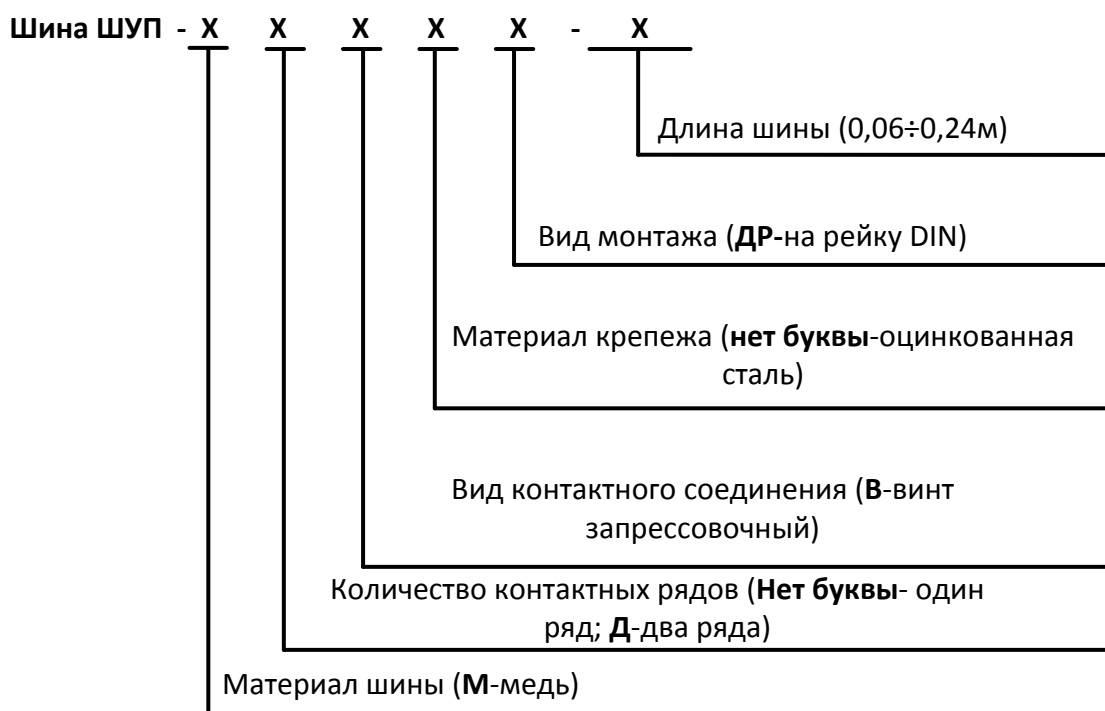 Шина ШУП - Х Х Х Х Х - Х
Длина шины (0,06÷0,24м)
Вид монтажа (ДР-на рейку DIN)
Материал крепежа (нет буквы-оцинкованная
сталь)
Вид контактного соединения (В-винт
запрессовочный)
Количество контактных рядов (Нет буквы- один
ряд; Д-два ряда)
Материал шины (М-медь)